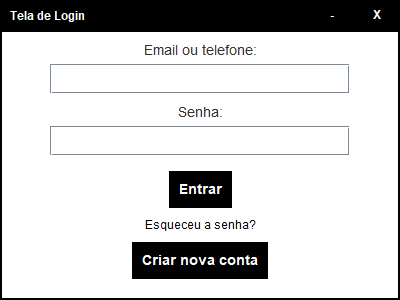 Tela de Login - X
Email ou telefone:
Senha:
Entrar
Esqueceu a senha?
Criar nova conta